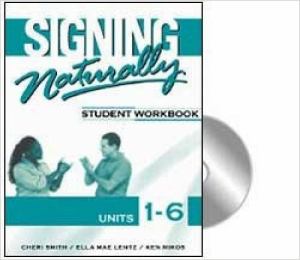 SIGNING
Naturally
STUDENT WORKBOOK
UNITS 1-6
CHERI SMITH / ELLA MAE LENTZ / KEN MIKOS